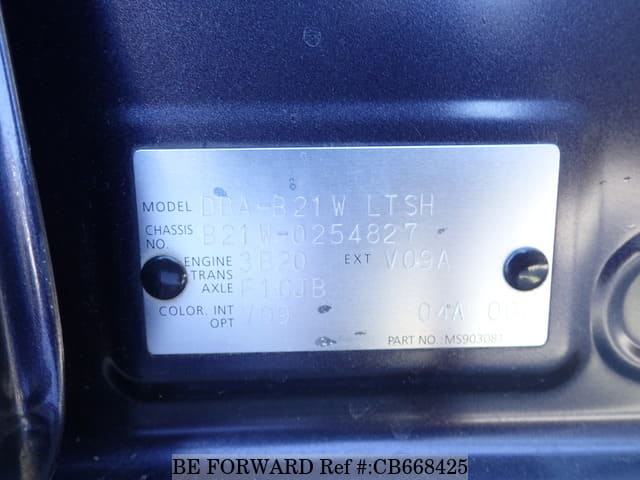 MODEL DBA-B21W LTSH
CHASSIS NO. B21W-0254827
ENGINE 3B20 EXT V09A
TRANS AXLE F1CJB
COLOR. INT OPT V09 04A
PART NO. MS903081
BE FORWARD Ref #:CB668425